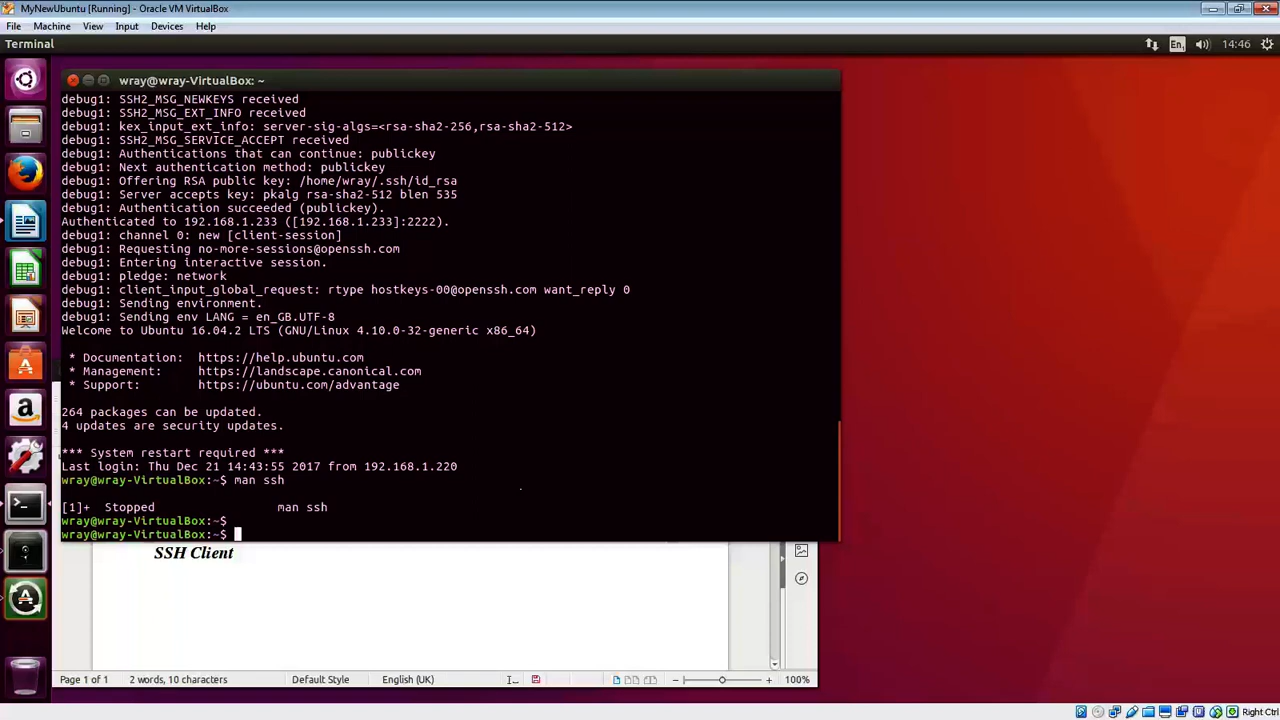 MyNewUbuntu [Running] - Oracle VM VirtualBox
File Machine View Input Devices Help
Terminal En 14:46
wray@wray-VirtualBox: ~
debug1: SSH2_MSG_NEWKEYS received
debug1: SSH2_MSG_EXT_INFO received
debug1: kex_input_ext_info: server-sig-algs=<rsa-sha2-256,rsa-sha2-512>
debug1: SSH2_MSG_SERVICE_ACCEPT received
debug1: Authentications that can continue: publickey
debug1: Next authentication method: publickey
debug1: Offering RSA public key: /home/wray/.ssh/id_rsa
debug1: Server accepts key: pkalg rsa-sha2-512 blen 535
debug1: Authentication succeeded (publickey).
Authenticated to 192.168.1.233 ([192.168.1.233]:2222).
debug1: channel 0: new [client-session]
debug1: Requesting no-more-sessions@openssh.com
debug1: Entering interactive session.
debug1: pledge: network
debug1: client_input_global_request: rtype hostkeys-00@openssh.com want_reply 0
debug1: Sending environment.
debug1: Sending env LANG = en_GB.UTF-8
Welcome to Ubuntu 16.04.2 LTS (GNU/Linux 4.10.0-32-generic x86_64)
* Documentation: https://help.ubuntu.com
* Management: https://landscape.canonical.com
* Support: https://ubuntu.com/advantage
264 packages can be updated.
4 updates are security updates.
*** System restart required ***
Last login: Thu Dec 21 14:43:55 2017 from 192.168.1.220
wray@wray-VirtualBox:~$ man ssh
[1]+ Stopped man ssh
wray@wray-VirtualBox:~$
wray@wray-VirtualBox:~$
SSH Client
Page 1 of 1 2 words, 10 characters Default Style English (UK) 100%
Right Ctrl